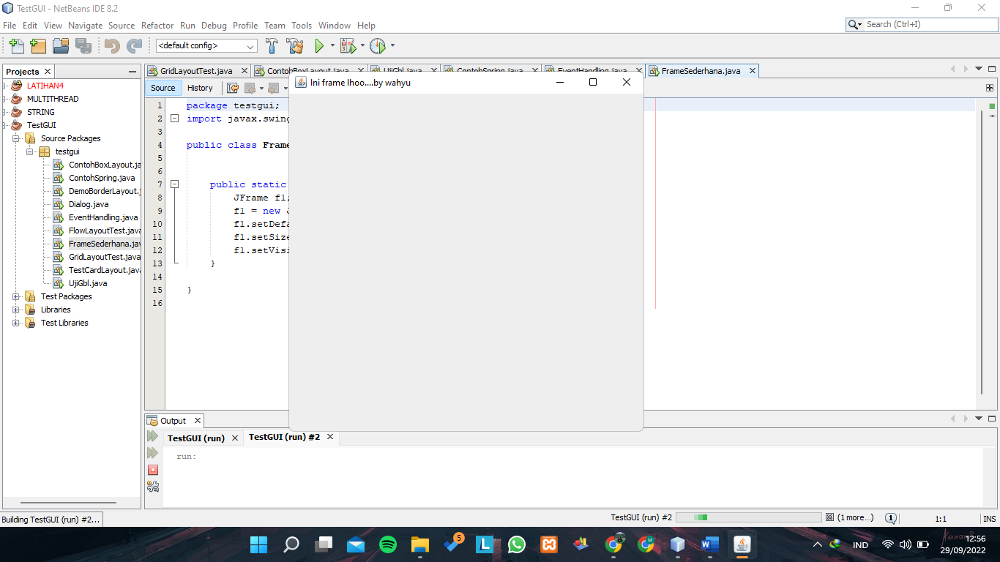 TestGUI - NetBeans IDE 8.2
File Edit View Navigate Source Refactor Run Debug Profile Team Tools Window Help
Search (Ctrl+I)
<default config>
Projects
LATIHAN4
MULTITHREAD
STRING
TestGUI
Source Packages
testgui
ContohBoxLayout.ja
ContohSpring.java
DemoBorderLayout.
Dialog.java
EventHandling.java
FlowLayoutTest.java
FrameSederhana.jav
GridLayoutTest.java
TestCardLayout.java
UjiGbl.java
Test Packages
Libraries
Test Libraries
GridLayoutTest.java ContohBoxLayout.java UjiGbl.java ContohSpring.java EventHandling.java FrameSederhana.java
Source History
Ini frame lhoo....by wahyu
1 package testgui;
2 import javax.swing
3
4 public class Frame
5
6
7 public static
8 JFrame f1;
9 f1 = new J
10 f1.setDefa
11 f1.setSize
12 f1.setVisi
13 }
14
15 }
16
Output
TestGUI (run) TestGUI (run) #2
run:
Building TestGUI (run) #2...
TestGUI (run) #2 (1 more...) 1 1:1 INS
5
IND
12:56
29/09/2022